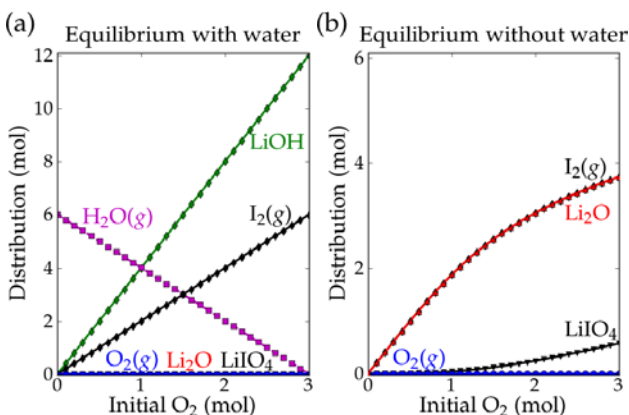 (a) Equilibrium with water
12
10
8
6
4
2
0
Distribution (mol)
LiOH
H₂O(g)
I₂(g)
O₂(g) Li₂O LiIO₄
0 1 2 3
Initial O₂ (mol)
(b) Equilibrium without water
6
4
2
0
Distribution (mol)
I₂(g)
Li₂O
LiIO₄
O₂(g)
0 1 2 3
Initial O₂ (mol)